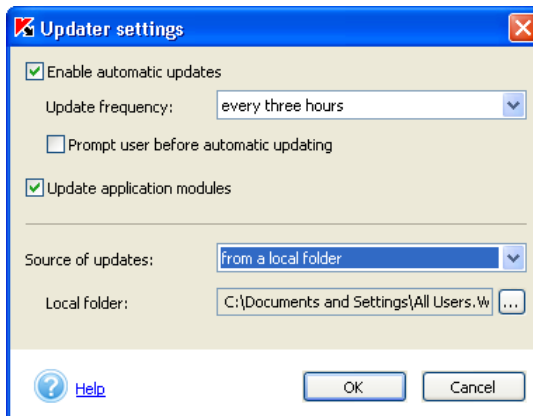 Updater settings
Enable automatic updates
Update frequency: every three hours
Prompt user before automatic updating
Update application modules
Source of updates: from a local folder
Local folder: C:\Documents and Settings\All Users.W ...
Help OK Cancel